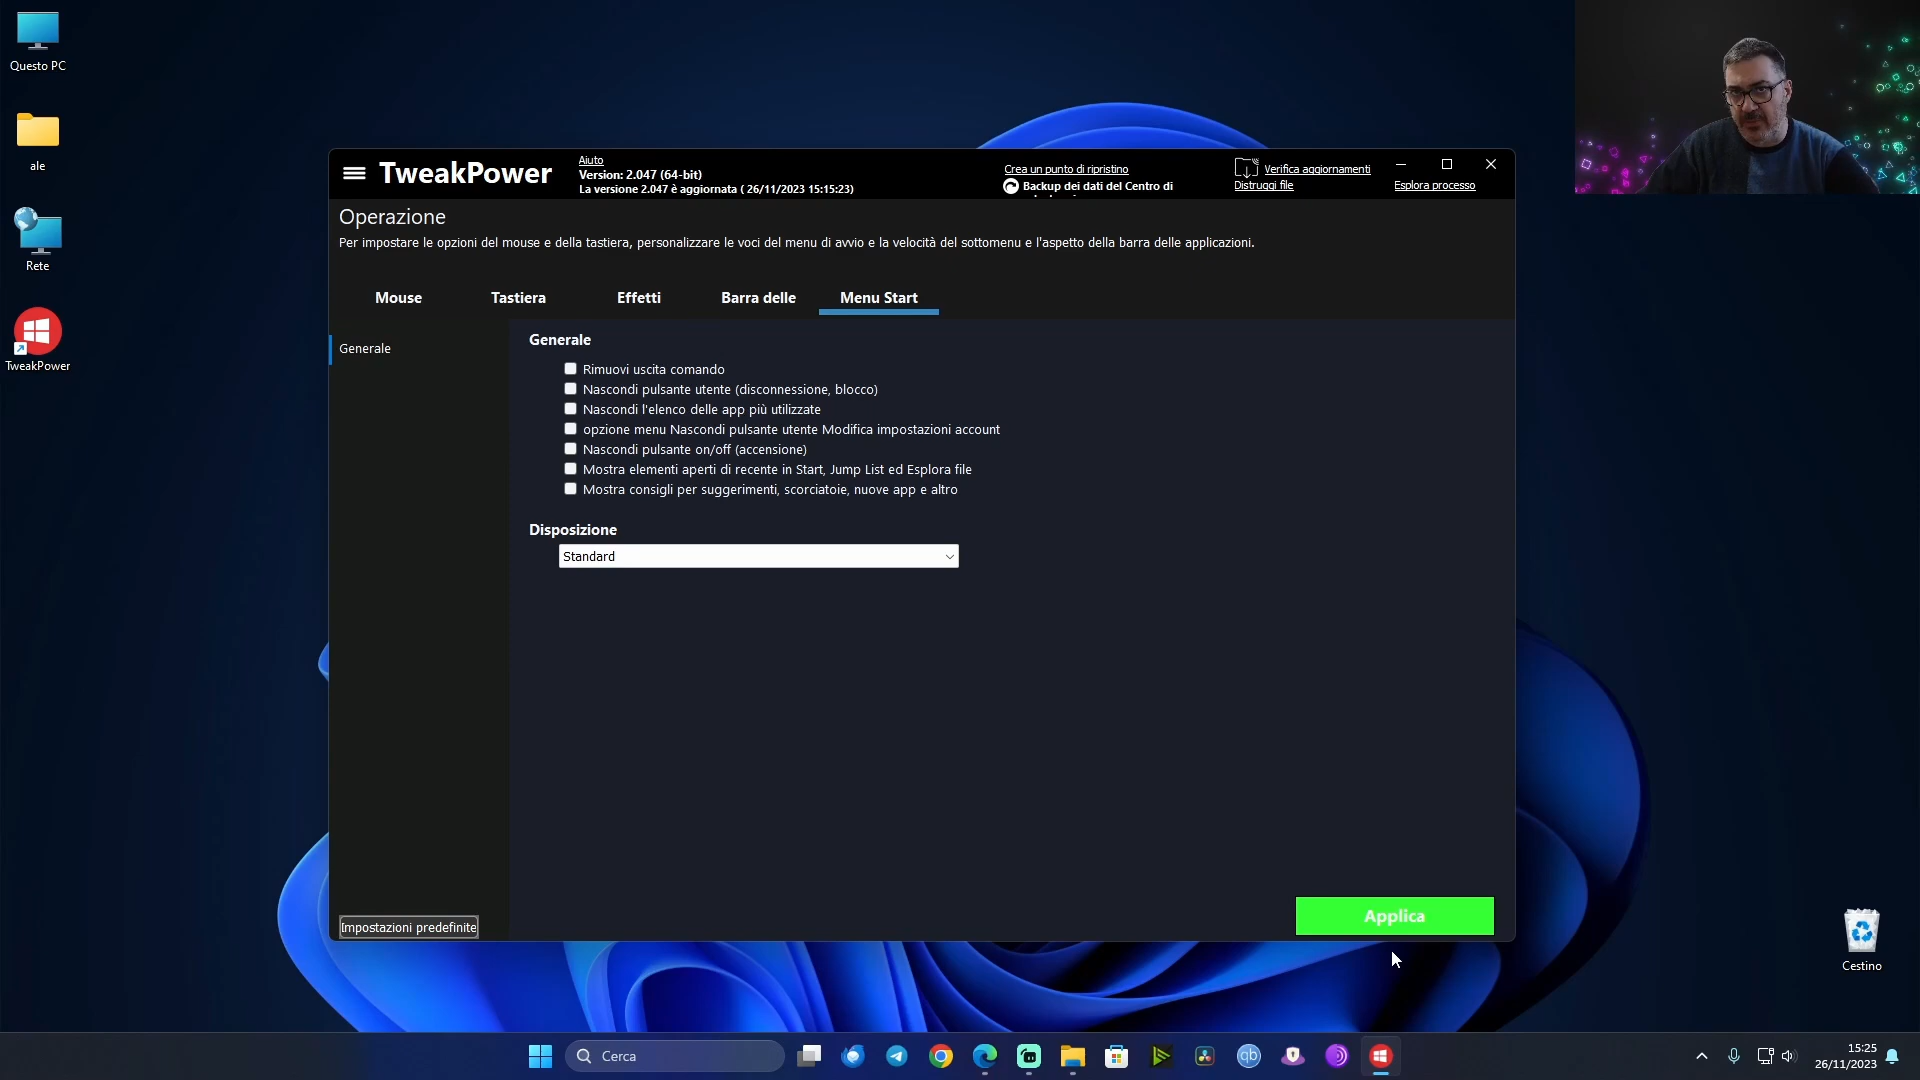 Questo PC
ale
Rete
TweakPower
TweakPower
Aiuto
Version: 2.047 (64-bit)
La versione 2.047 è aggiornata ( 26/11/2023 15:15:23)
Crea un punto di ripristino
Backup dei dati del Centro di
Verifica aggiornamenti
Distruggi file
Esplora processo
Operazione
Per impostare le opzioni del mouse e della tastiera, personalizzare le voci del menu di avvio e la velocità del sottomenu e l'aspetto della barra delle applicazioni.
Mouse
Tastiera
Effetti
Barra delle
Menu Start
Generale
Generale
Rimuovi uscita comando
Nascondi pulsante utente (disconnessione, blocco)
Nascondi l'elenco delle app più utilizzate
opzione menu Nascondi pulsante utente Modifica impostazioni account
Nascondi pulsante on/off (accensione)
Mostra elementi aperti di recente in Start, Jump List ed Esplora file
Mostra consigli per suggerimenti, scorciatoie, nuove app e altro
Disposizione
Standard
Impostazioni predefinite
Applica
Cestino
Cerca
qb
15:25
26/11/2023